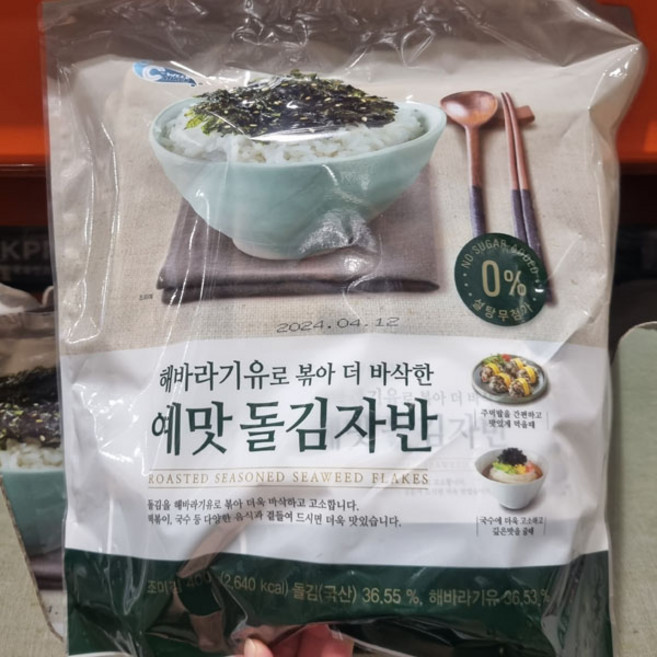 NO SUGAR ADDED
0%
설탕무첨가
2024.04.12
해바라기유로 볶아 더 바삭한
예맛 돌김자반
ROASTED SEASONED SEAWEED FLAKES
돌김을 해바라기유로 볶아 더욱 바삭하고 고소합니다.
떡볶이, 국수 등 다양한 음식과 곁들여 드시면 더욱 맛있습니다.
주먹밥을 간편하고
맛있게 먹을때
국수에 더욱 고소하고
깊은맛을 줄때
(2,640 kcal) 돌김(국산) 36.55 %, 해바라기유 36.53 %